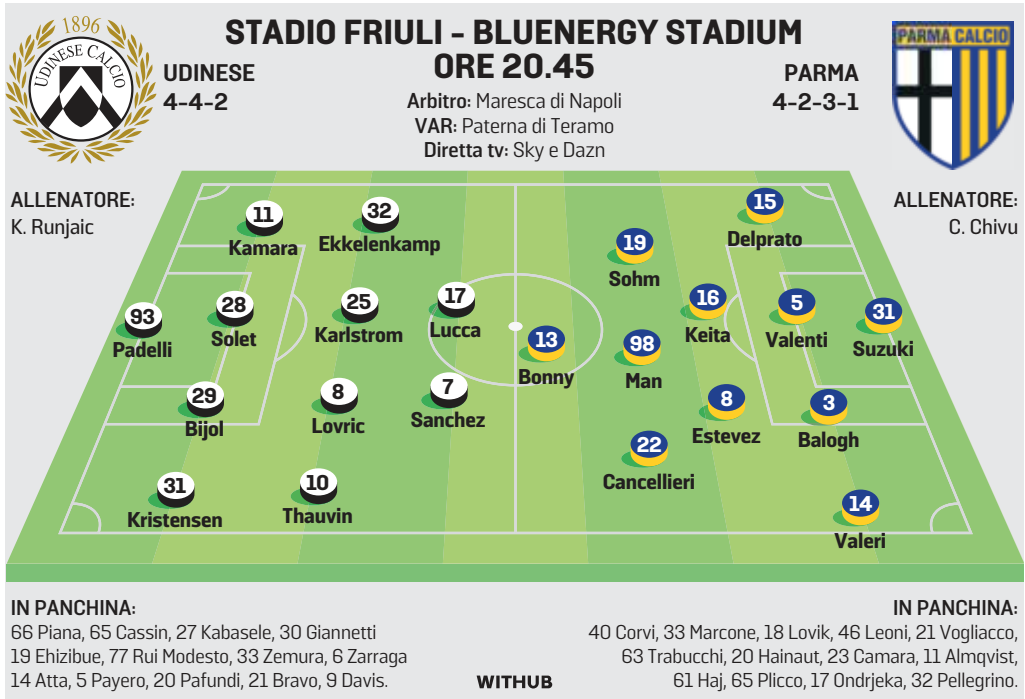 1896
UDINESE CALCIO
UDINESE
4-4-2
STADIO FRIULI - BLUENERGY STADIUM
ORE 20.45
Arbitro: Maresca di Napoli
VAR: Paterna di Teramo
Diretta tv: Sky e Dazn
PARMA
4-2-3-1
PARMA CALCIO
ALLENATORE:
K. Runjaic
ALLENATORE:
C. Chivu
11
Kamara
32
Ekkelenkamp
15
Delprato
19
Sohm
93
Padelli
28
Solet
25
Karlstrom
17
Lucca
13
Bonny
98
Man
16
Keita
5
Valenti
31
Suzuki
29
Bijol
8
Lovric
7
Sanchez
8
Estevez
3
Balogh
22
Cancellieri
31
Kristensen
10
Thauvin
14
Valeri
IN PANCHINA:
66 Piana, 65 Cassin, 27 Kabasele, 30 Giannetti
19 Ehizibue, 77 Rui Modesto, 33 Zemura, 6 Zarraga
14 Atta, 5 Payero, 20 Pafundi, 21 Bravo, 9 Davis.
WITHUB
IN PANCHINA:
40 Corvi, 33 Marcone, 18 Lovik, 46 Leoni, 21 Vogliacco,
63 Trabucchi, 20 Hainaut, 23 Camara, 11 Almqvist,
61 Haj, 65 Plicco, 17 Ondrjeka, 32 Pellegrino.